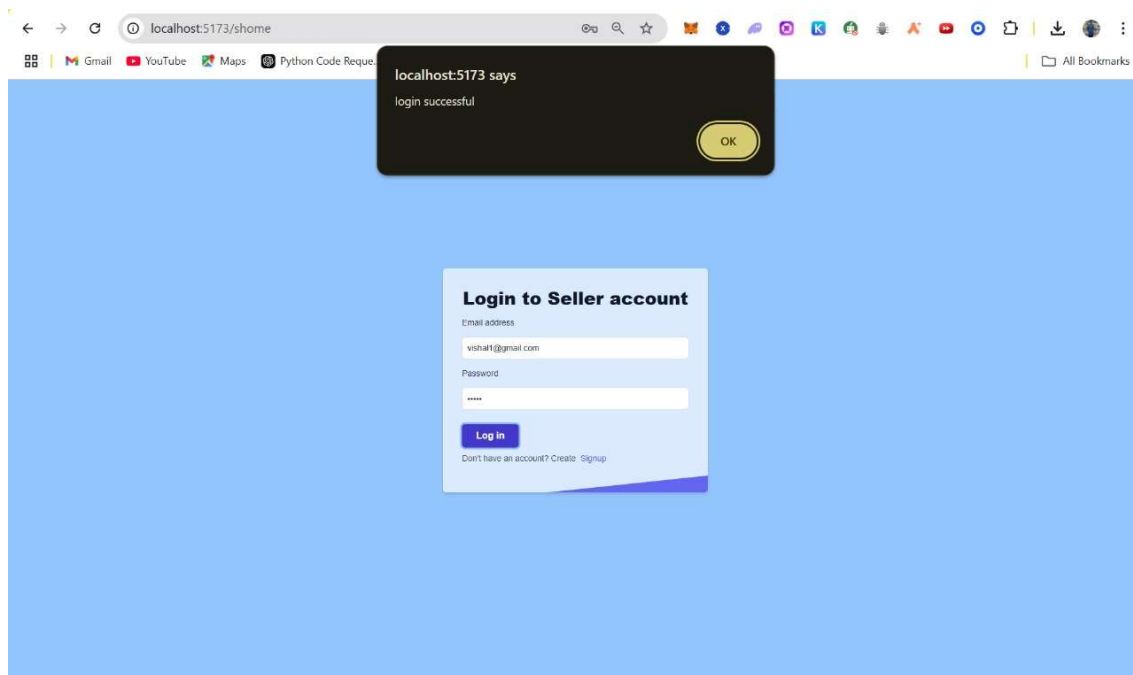 localhost:5173/shome
Gmail YouTube Maps Python Code Reque... All Bookmarks
localhost:5173 says
login successful
OK
Login to Seller account
Email address
vishal1@gmail.com
Password
•••••
Log in
Don't have an account? Create Signup